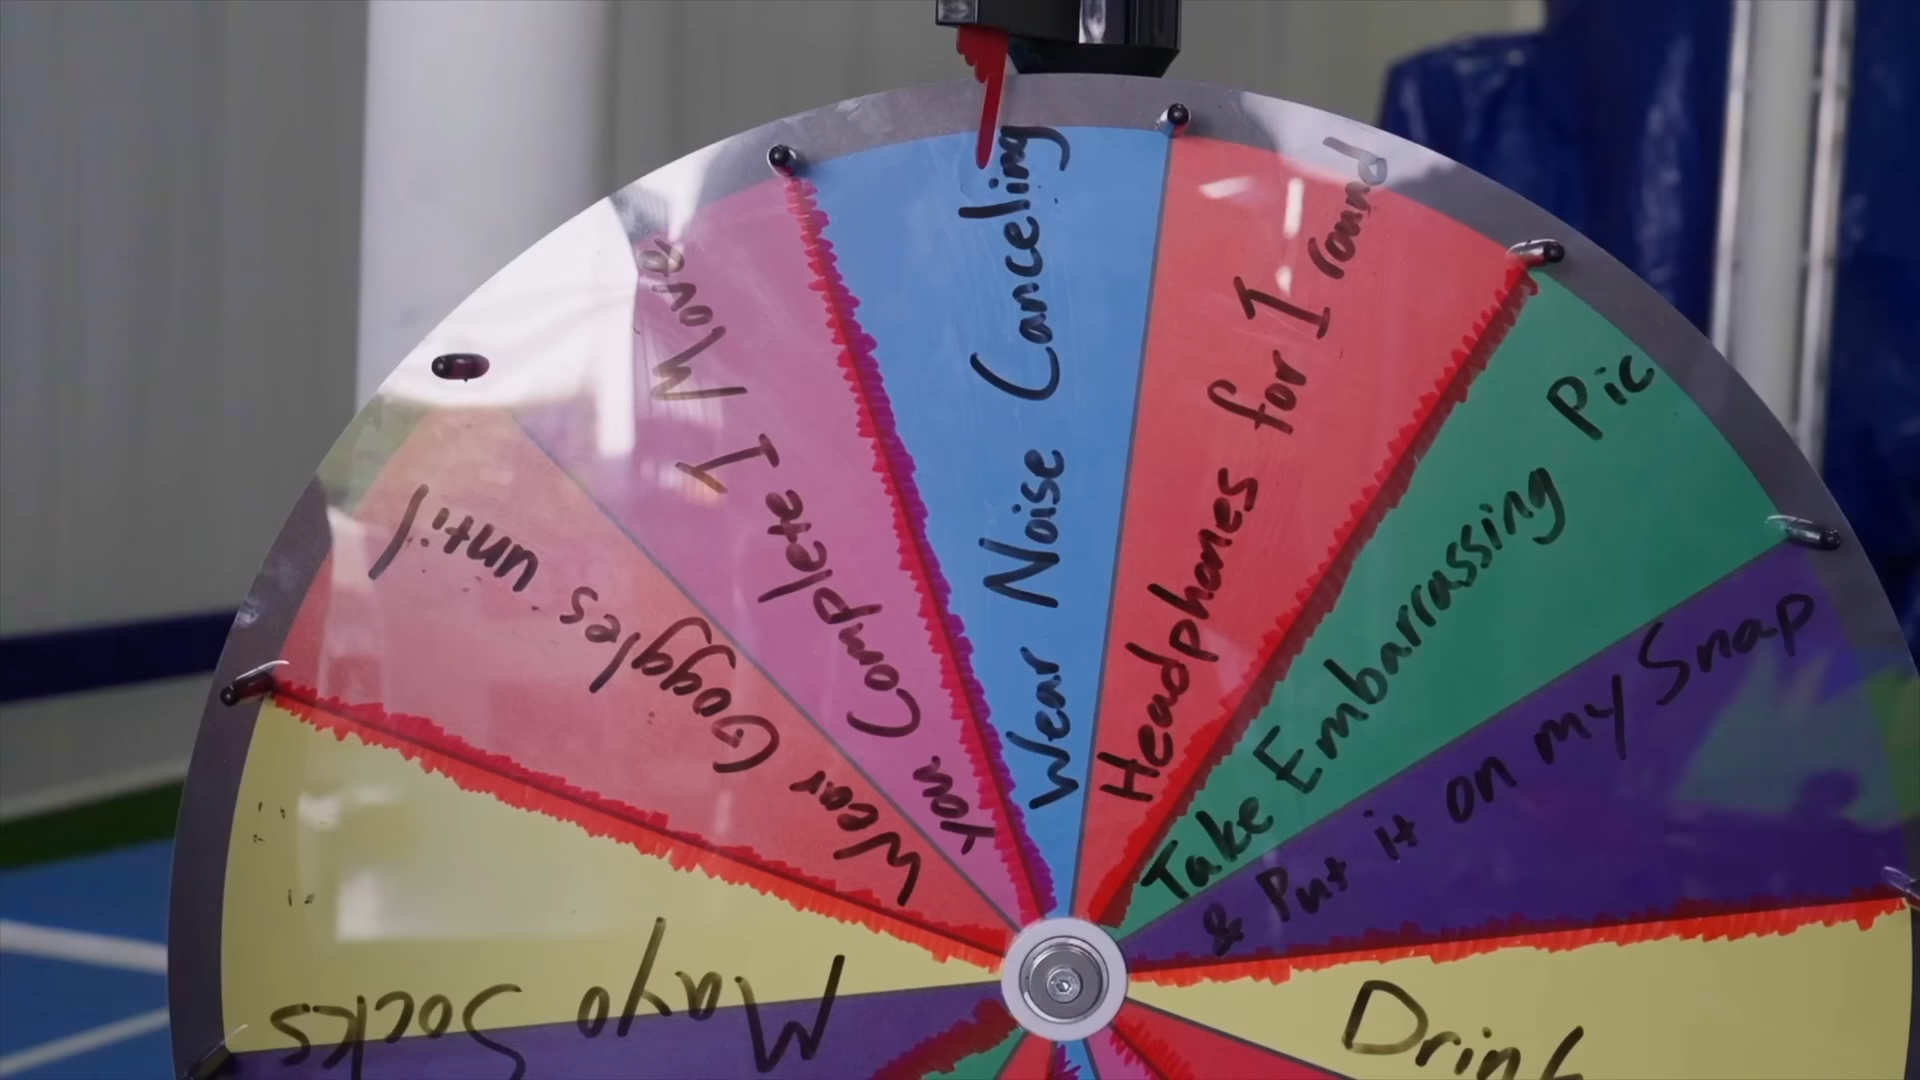 Wear Goggles until
You Complete 1 Move
Wear Noise Canceling
Headphones for 1 round
Take Embarrassing Pic
& Put it on my Snap
Mayo Socks